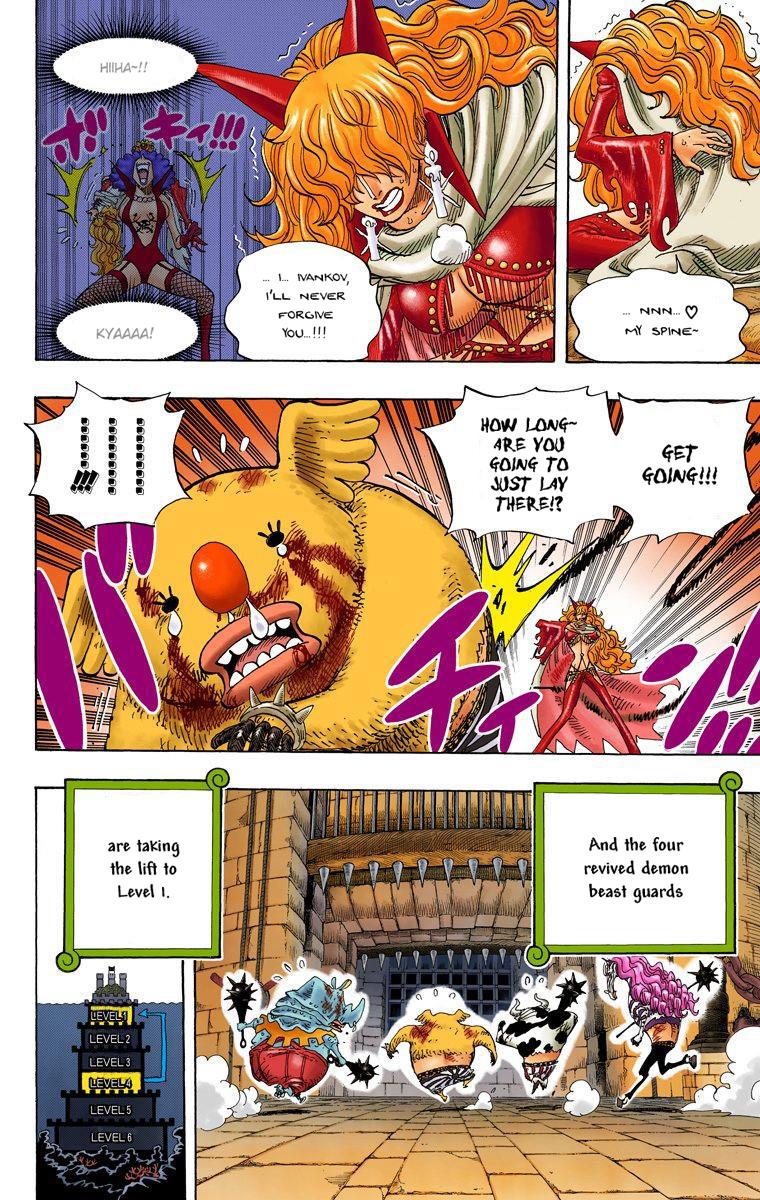 ... NNN... ♡
MY SPINE~
... I... IVANKOV,
I'LL NEVER
FORGIVE
YOU...!!!
HIIHA~!!
ボキィ!!!
KYAAAA!
GET
GOING!!!
HOW LONG~
ARE YOU
GOING TO
JUST LAY
THERE!?
!!!
バチィ!!!
And the four
revived demon
beast guards
are taking
the lift to
Level 1.
LEVEL 1
LEVEL 2
LEVEL 3
LEVEL 4
LEVEL 5
LEVEL 6